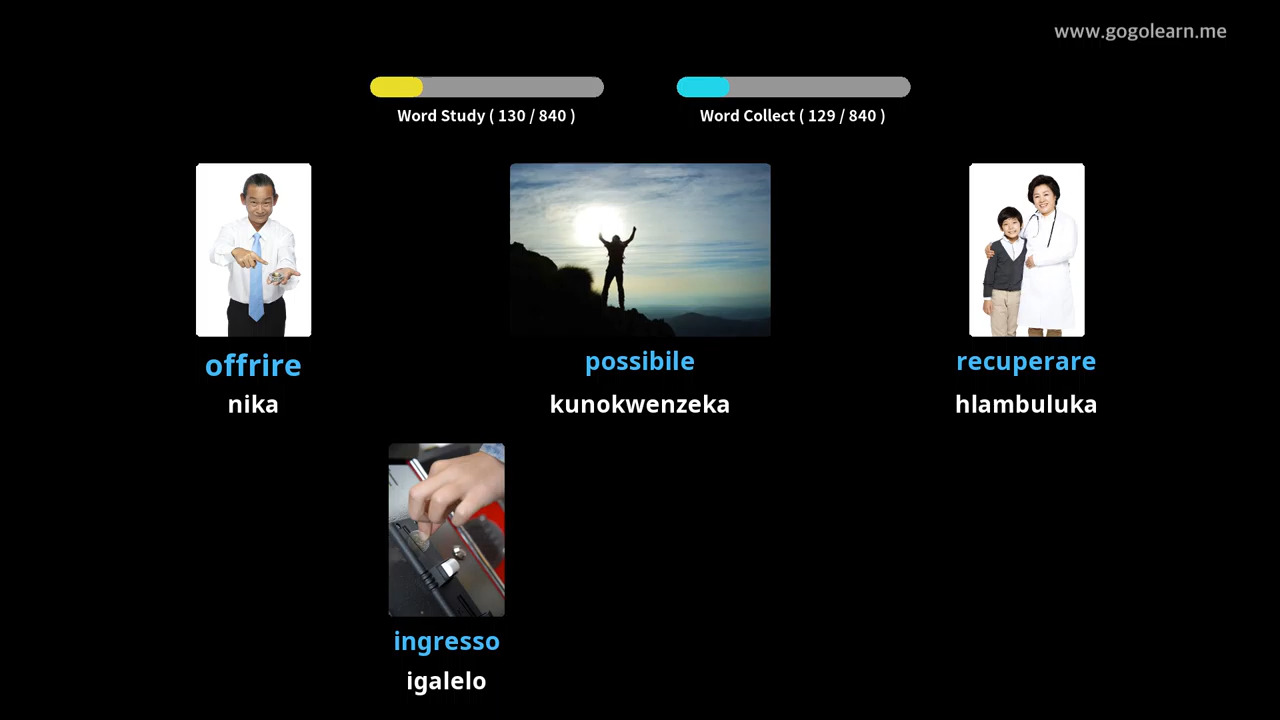 www.gogolearn.me
Word Study ( 130 / 840 )
Word Collect ( 129 / 840 )
offrire
nika
possibile
kunokwenzeka
recuperare
hlambuluka
ingresso
igalelo